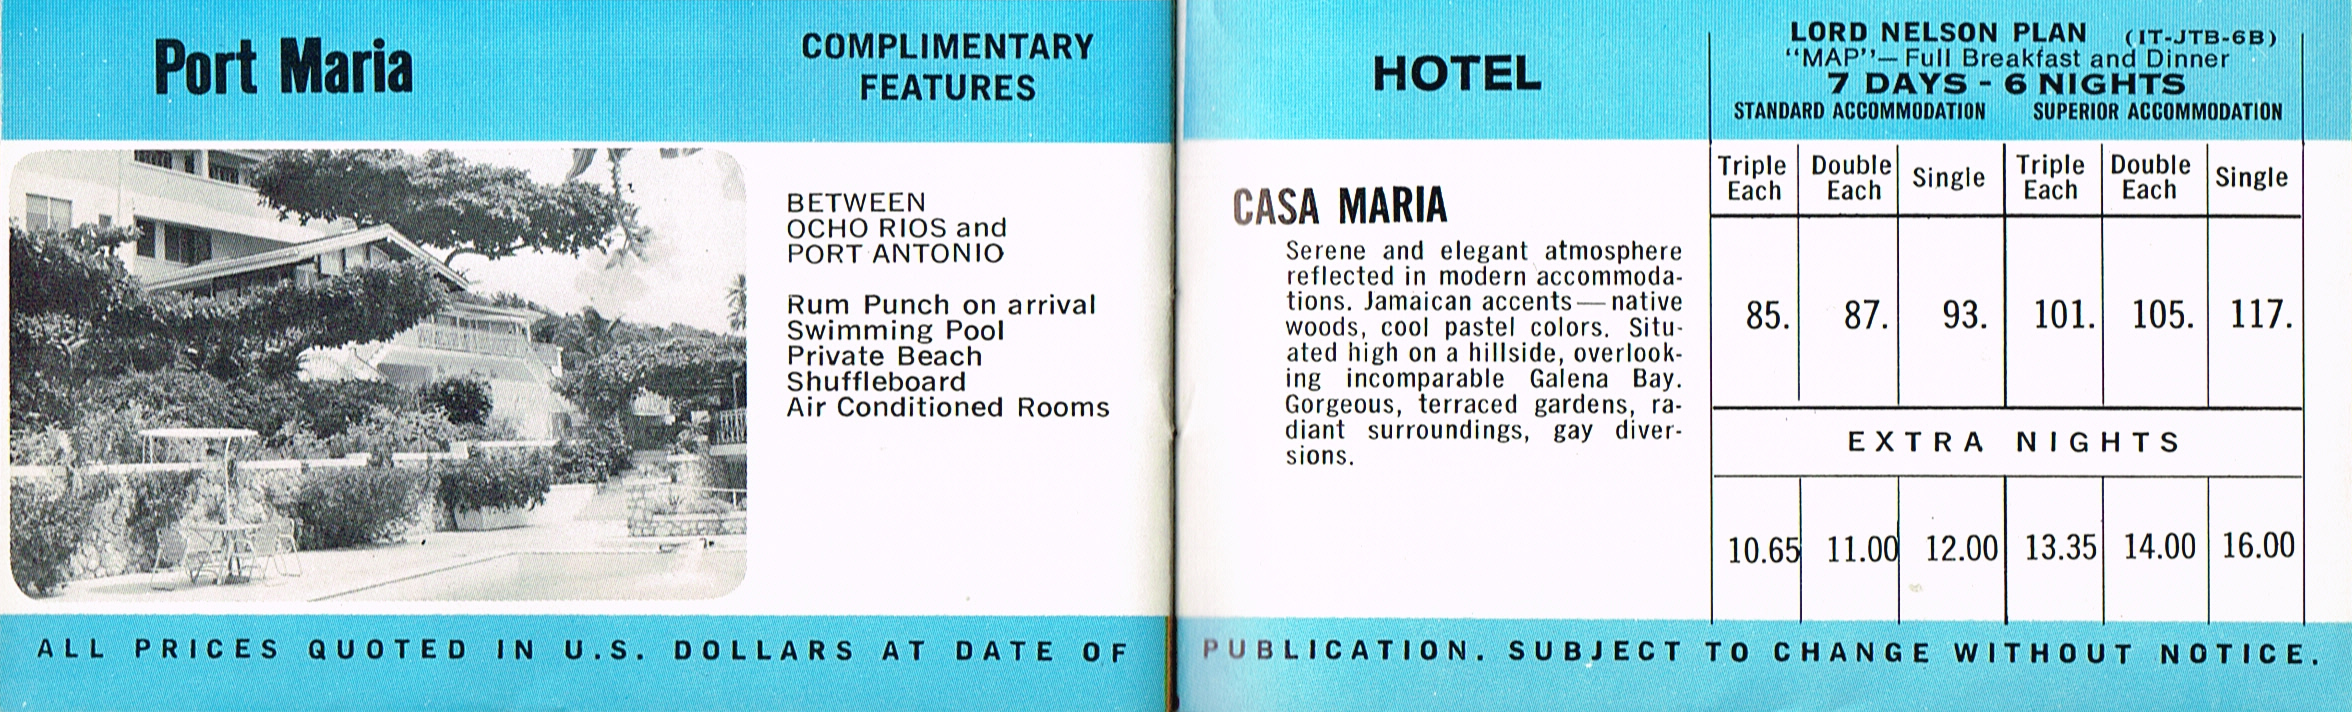 Port Maria
COMPLIMENTARY
FEATURES
BETWEEN
OCHO RIOS and
PORT ANTONIO
Rum Punch on arrival
Swimming Pool
Private Beach
Shuffleboard
Air Conditioned Rooms
HOTEL
CASA MARIA
Serene and elegant atmosphere
reflected in modern accommoda-
tions. Jamaican accents — native
woods, cool pastel colors. Situ-
ated high on a hillside, overlook-
ing incomparable Galena Bay.
Gorgeous, terraced gardens, ra-
diant surroundings, gay diver-
sions.
LORD NELSON PLAN (IT-JTB-6B)
"MAP"— Full Breakfast and Dinner
7 DAYS - 6 NIGHTS
STANDARD ACCOMMODATION SUPERIOR ACCOMMODATION
Triple Each Double Each Single Triple Each Double Each Single
85. 87. 93. 101. 105. 117.
EXTRA NIGHTS
10.65 11.00 12.00 13.35 14.00 16.00
ALL PRICES QUOTED IN U.S. DOLLARS AT DATE OF PUBLICATION. SUBJECT TO CHANGE WITHOUT NOTICE.